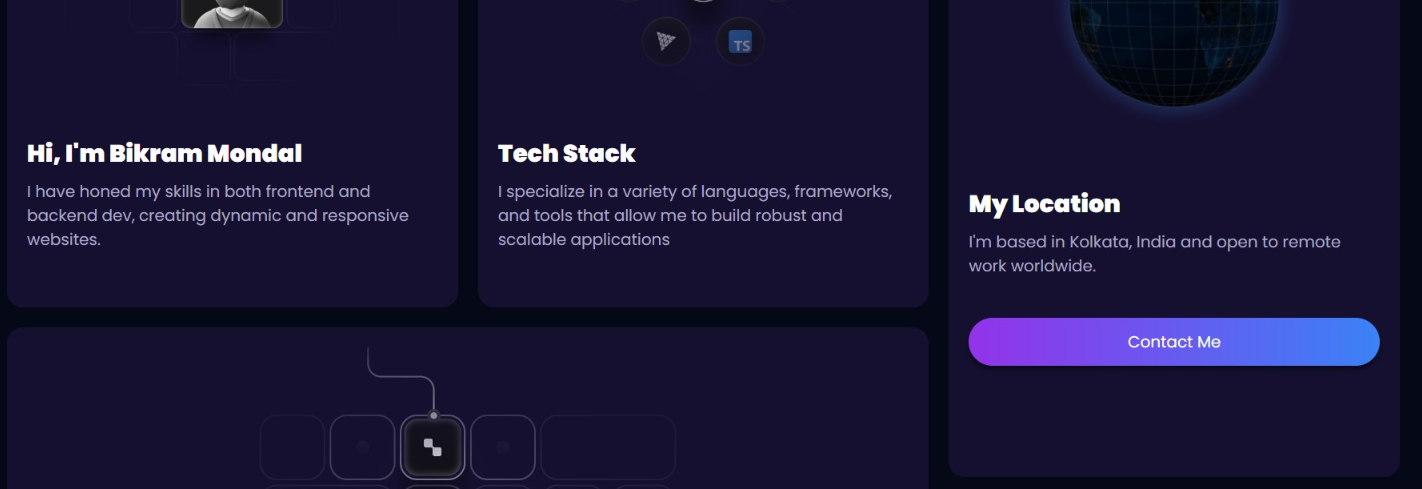 TS
Hi, I'm Bikram Mondal
I have honed my skills in both frontend and
backend dev, creating dynamic and responsive
websites.
Tech Stack
I specialize in a variety of languages, frameworks,
and tools that allow me to build robust and
scalable applications
My Location
I'm based in Kolkata, India and open to remote
work worldwide.
Contact Me